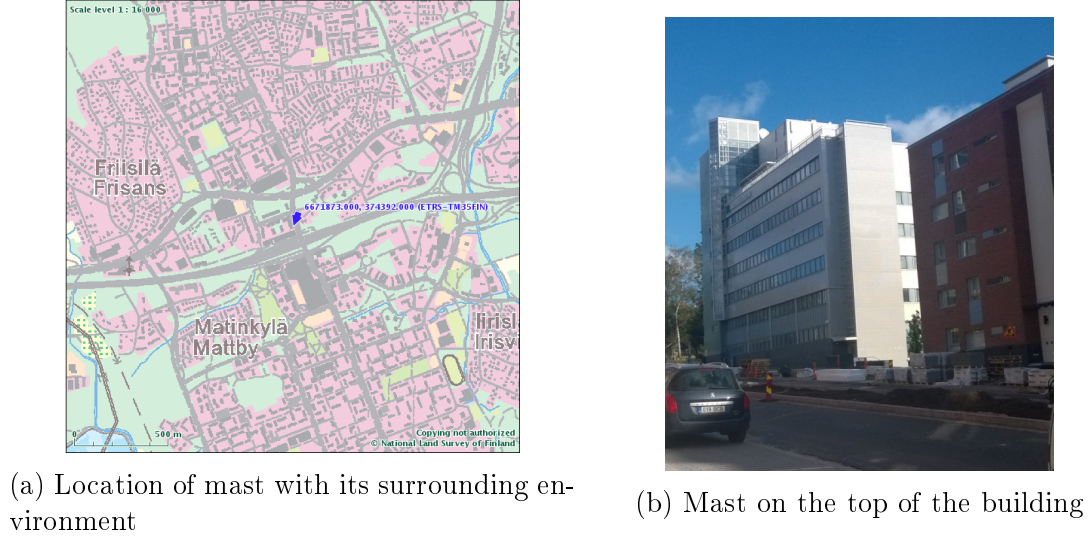 Scale level 1 : 16 000
Friisilä
Frisans
6671873.000, 374392.000 (ETRS-TM35FIN)
Matinkylä
Mattby
Iirisl
Irisvi
0
500 m
Copying not authorized
© National Land Survey of Finland
(a) Location of mast with its surrounding en-
vironment
(b) Mast on the top of the building